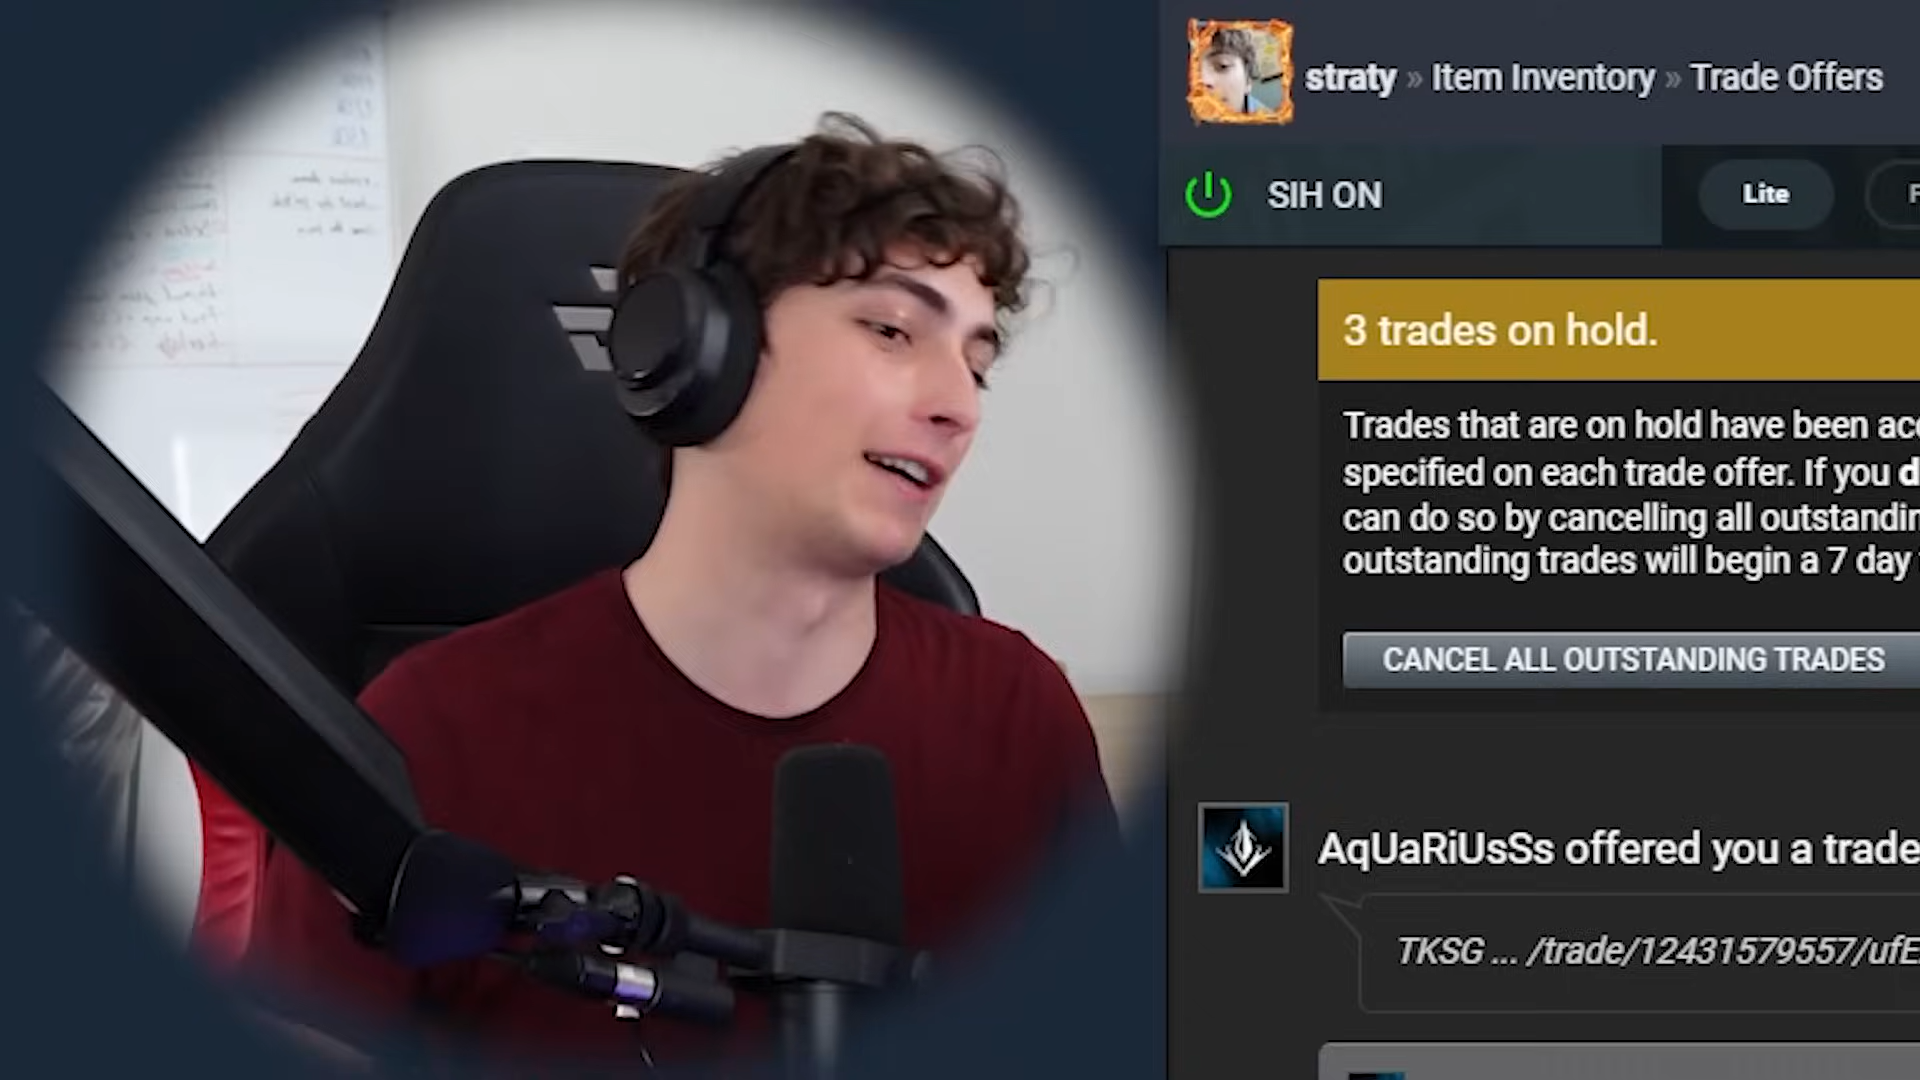 straty » Item Inventory » Trade Offers
SIH ON
Lite
3 trades on hold.
Trades that are on hold have been acc
specified on each trade offer. If you d
can do so by cancelling all outstandin
outstanding trades will begin a 7 day
CANCEL ALL OUTSTANDING TRADES
AqUaRiUsSs offered you a trade
TKSG ... /trade/12431579557/ufE